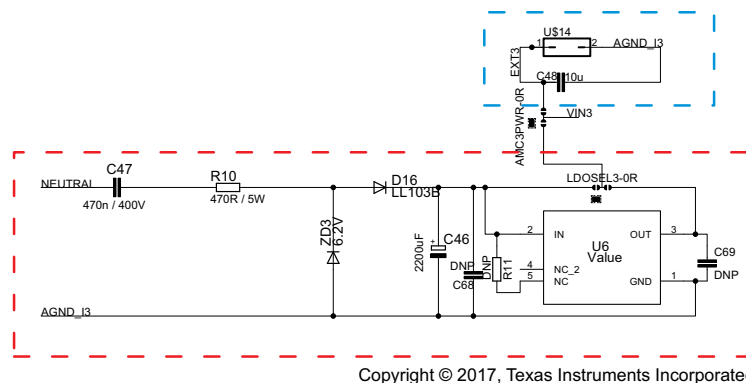 U$14
1 2 AGND_I3
EXT3
C48 10u
AMC3PWR-0R
VIN3
C47
NEUTRAL
470n / 400V
R10
470R / 5W
D16
LL103B
LDOSEL3-0R
ZD3
6.2V
2200uF
+
C46
DNP
C68
DNP
R11
2 IN OUT 3
U6
Value
4 NC_2
5 NC GND 1
C69
DNP
AGND_I3
Copyright © 2017, Texas Instruments Incorporate